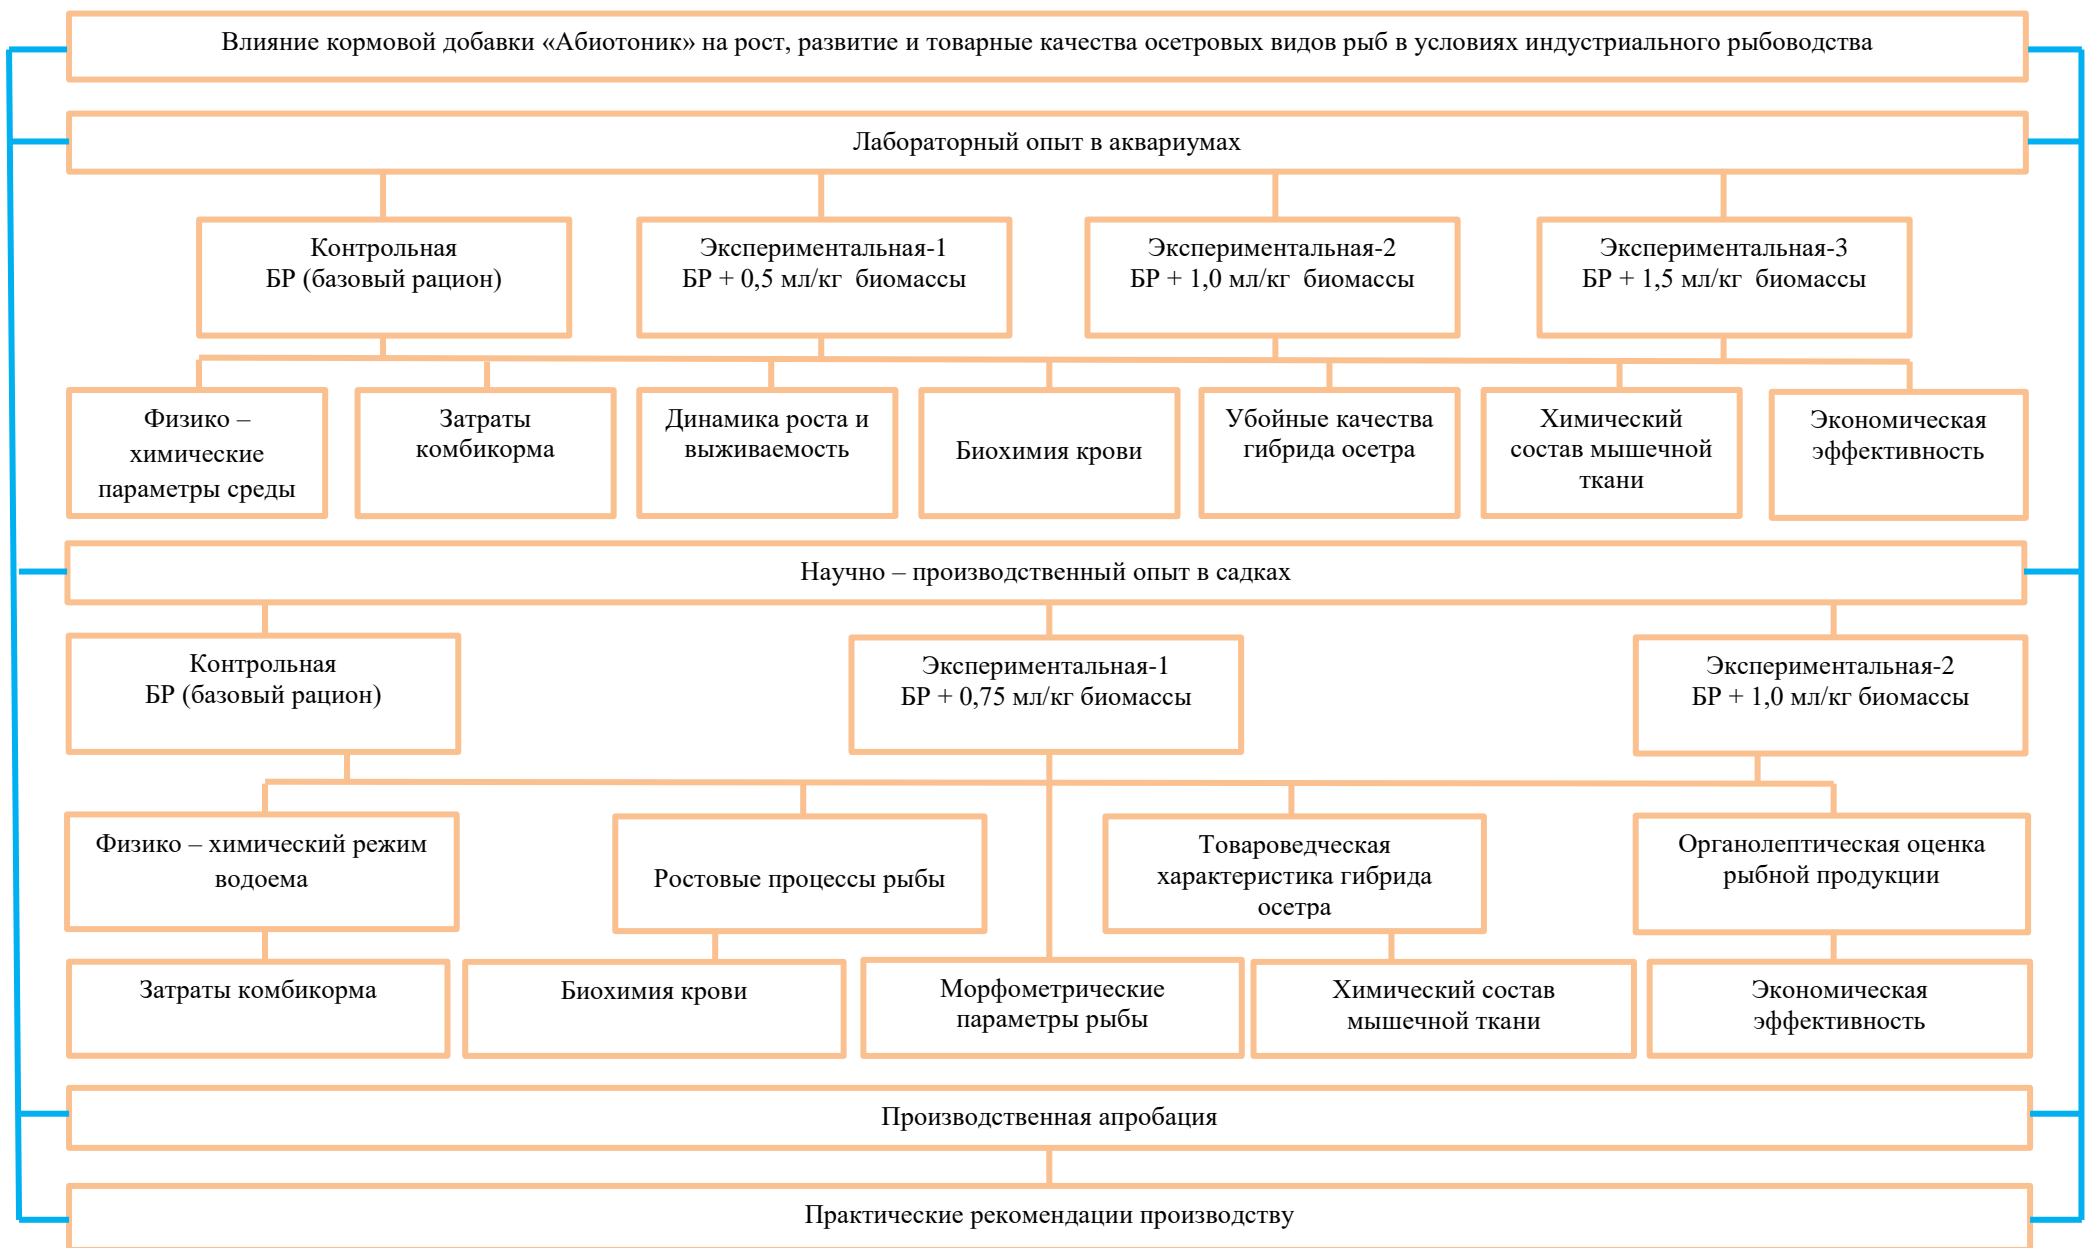 Влияние кормовой добавки «Абиотоник» на рост, развитие и товарные качества осетровых видов рыб в условиях индустриального рыбоводства
Лабораторный опыт в аквариумах
Контрольная
БР (базовый рацион)
Экспериментальная-1
БР + 0,5 мл/кг  биомассы
Экспериментальная-2
БР + 1,0 мл/кг  биомассы
Экспериментальная-3
БР + 1,5 мл/кг  биомассы
Физико –
химические
параметры среды
Затраты
комбикорма
Динамика роста и
выживаемость
Биохимия крови
Убойные качества
гибрида осетра
Химический
состав мышечной
ткани
Экономическая
эффективность
Научно – производственный опыт в садках
Контрольная
БР (базовый рацион)
Экспериментальная-1
БР + 0,75 мл/кг биомассы
Экспериментальная-2
БР + 1,0 мл/кг биомассы
Физико – химический режим
водоема
Ростовые процессы рыбы
Товароведческая
характеристика гибрида
осетра
Органолептическая оценка
рыбной продукции
Затраты комбикорма
Биохимия крови
Морфометрические
параметры рыбы
Химический состав
мышечной ткани
Экономическая
эффективность
Производственная апробация
Практические рекомендации производству